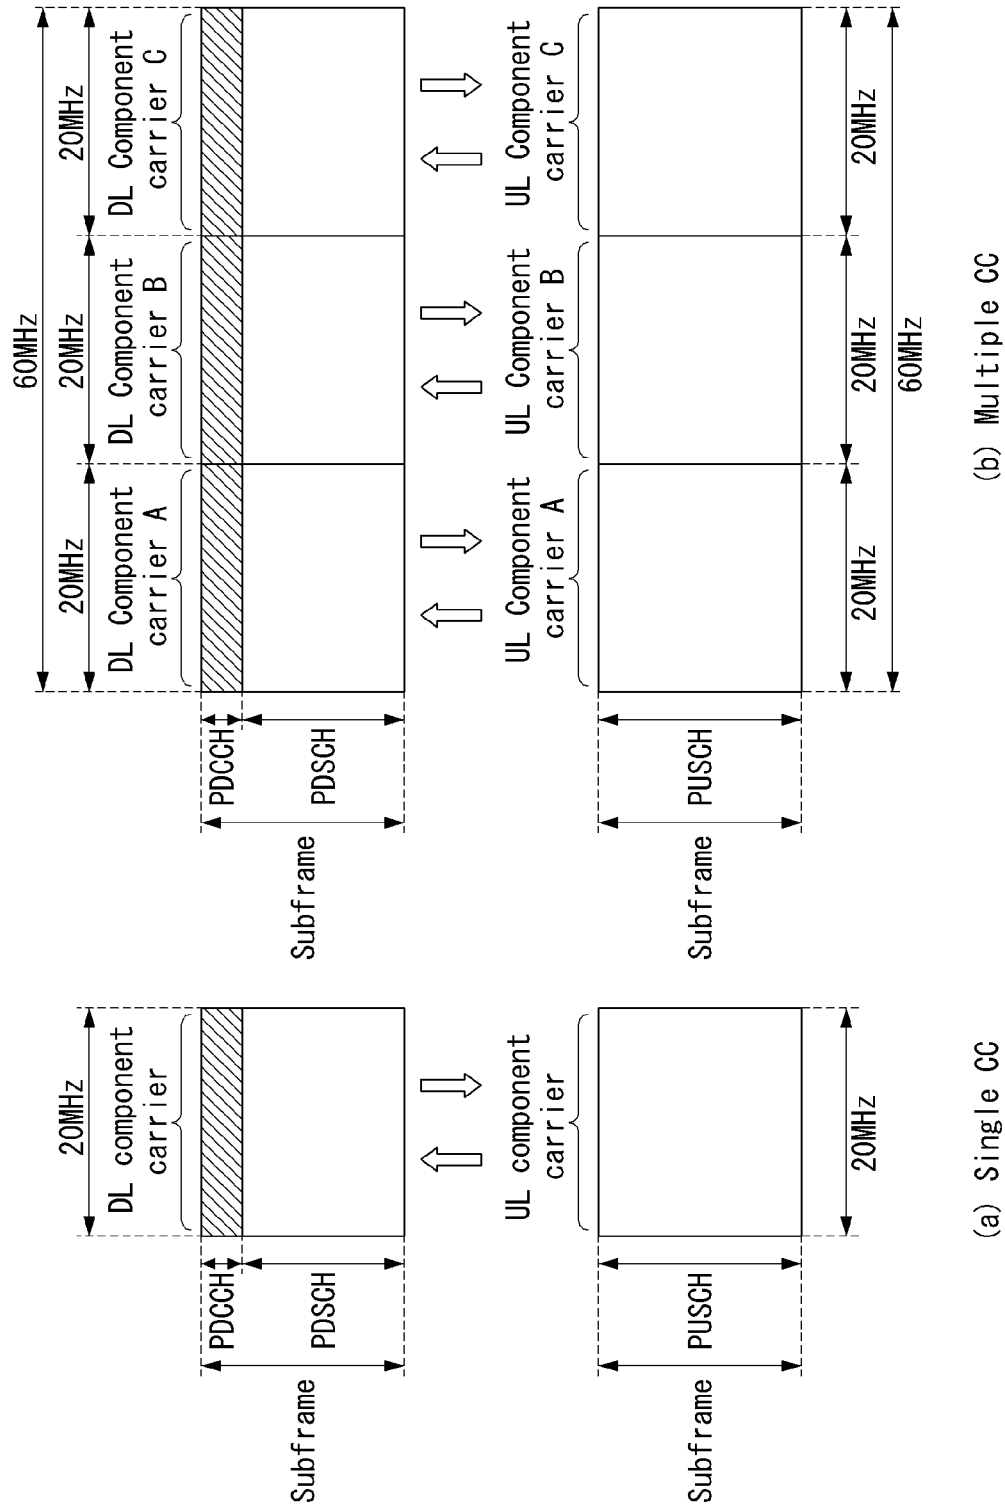 20MHz
DL component
carrier
PDCCH
PDSCH
Subframe
UL component
carrier
PUSCH
Subframe
20MHz
(a) Single CC
60MHz
20MHz
20MHz
20MHz
DL Component
carrier A
DL Component
carrier B
DL Component
carrier C
PDCCH
PDSCH
Subframe
UL Component
carrier A
UL Component
carrier B
UL Component
carrier C
PUSCH
Subframe
20MHz
20MHz
20MHz
60MHz
(b) Multiple CC